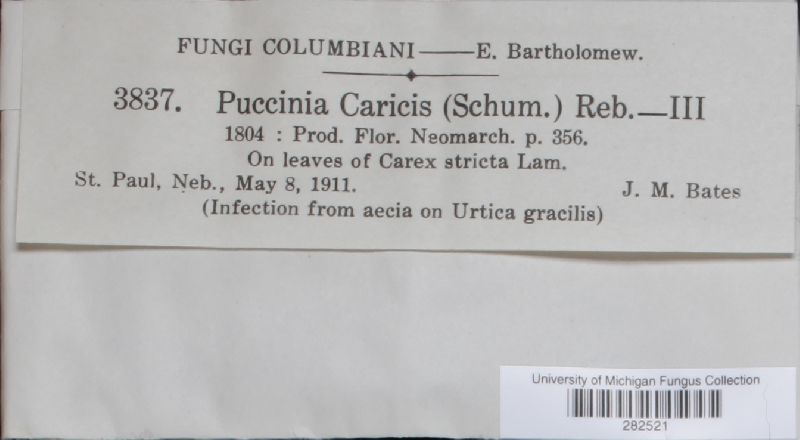 FUNGI COLUMBIANI——E. Bartholomew.
3837. Puccinia Caricis (Schum.) Reb.—III
1804 : Prod. Flor. Neomarch. p. 356.
On leaves of Carex stricta Lam.
St. Paul, Neb., May 8, 1911. J. M. Bates
(Infection from aecia on Urtica gracilis)
University of Michigan Fungus Collection
282521